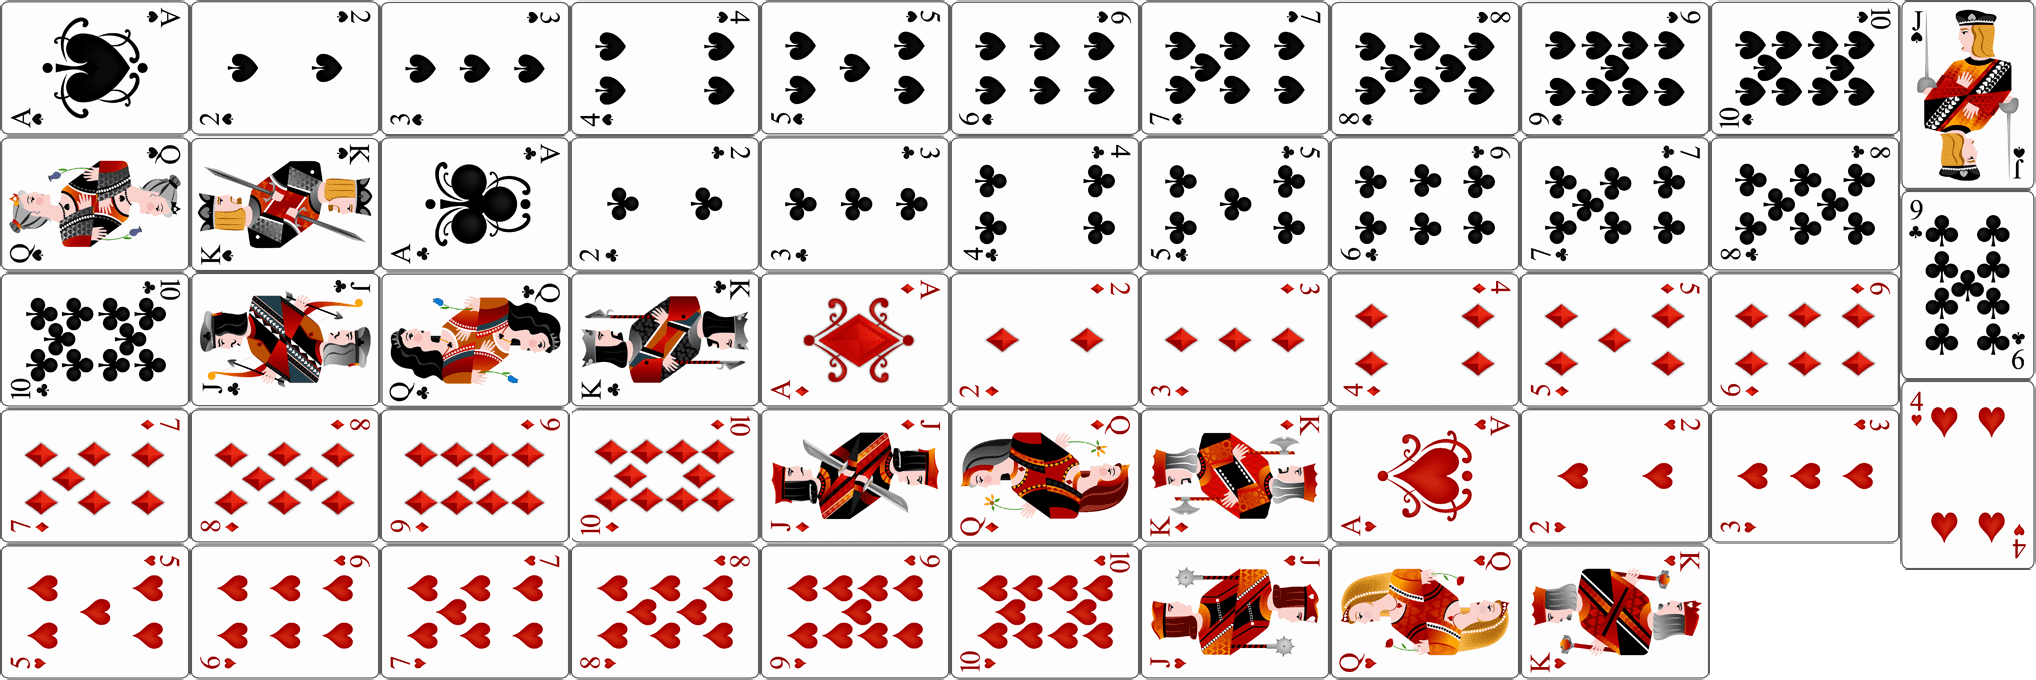 A 2 3 4 5 6 7 8 9 10 J
A 2 3 4 5 6 7 8 9 10 J
Q K A 2 3 4 5 6 7 8 9
Q K A 2 3 4 5 6 7 8 9
10 J Q K A 2 3 4 5 6
10 J Q K A 2 3 4 5 6
7 8 9 10 J Q K A 2 3 4
7 8 9 10 J Q K A 2 3 4
5 6 7 8 9 10 J Q K
5 6 7 8 9 10 J Q K